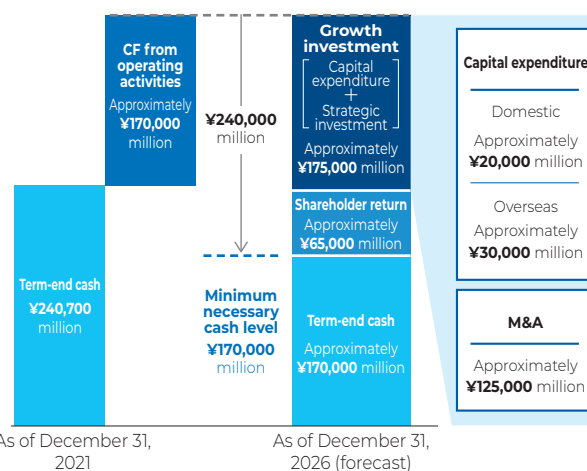 CF from
operating
activities
Approximately
¥170,000
million
Term-end cash
¥240,700
million
As of December 31,
2021
¥240,000
million
Minimum
necessary
cash level
¥170,000
million
Growth
investment
Capital
expenditure
+
Strategic
investment
Approximately
¥175,000 million
Shareholder return
Approximately
¥65,000 million
Term-end cash
Approximately
¥170,000 million
As of December 31,
2026 (forecast)
Capital expenditure
Domestic
Approximately
¥20,000 million
Overseas
Approximately
¥30,000 million
M&A
Approximately
¥125,000 million